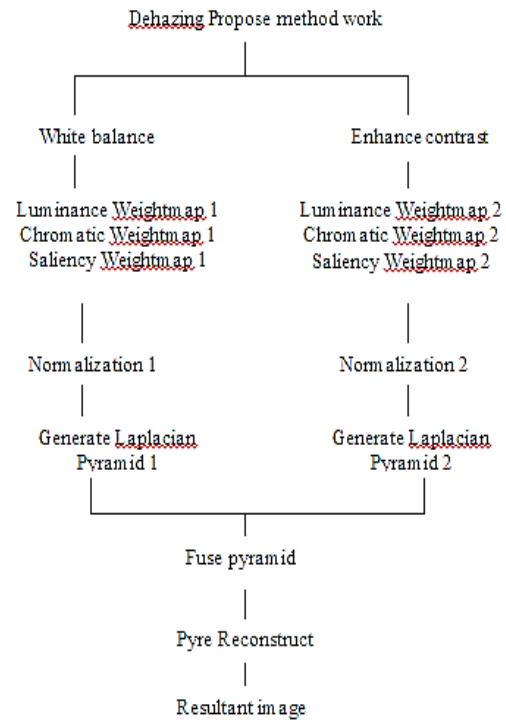 Dehazing Propose method work
White balance
Enhance contrast
Luminance Weightmap 1
Chromatic Weightmap 1
Saliency Weightmap 1
Luminance Weightmap 2
Chromatic Weightmap 2
Saliency Weightmap 2
Normalization 1
Normalization 2
Generate Laplacian
Pyramid 1
Generate Laplacian
Pyramid 2
Fuse pyramid
Pyre Reconstruct
Resultant image